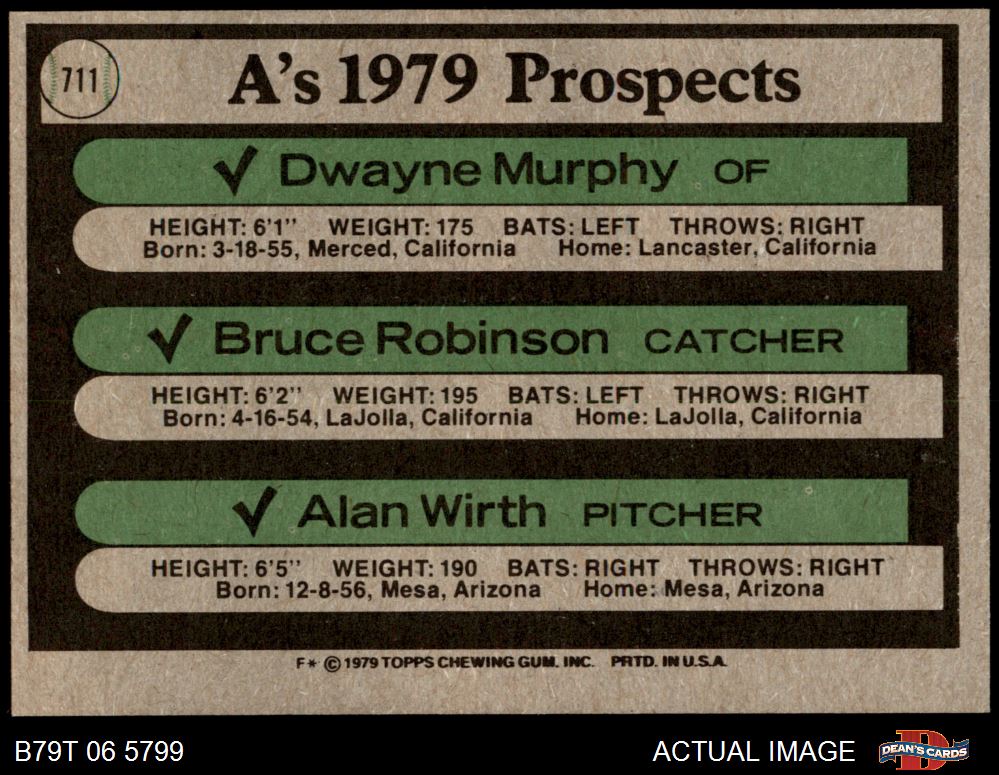 711
A's 1979 Prospects
✓ Dwayne Murphy OF
HEIGHT: 6'1" WEIGHT: 175 BATS: LEFT THROWS: RIGHT
Born: 3-18-55, Merced, California Home: Lancaster, California
✓ Bruce Robinson CATCHER
HEIGHT: 6'2" WEIGHT: 195 BATS: LEFT THROWS: RIGHT
Born: 4-16-54, LaJolla, California Home: LaJolla, California
✓ Alan Wirth PITCHER
HEIGHT: 6'5" WEIGHT: 190 BATS: RIGHT THROWS: RIGHT
Born: 12-8-56, Mesa, Arizona Home: Mesa, Arizona
F* © 1979 TOPPS CHEWING GUM. INC. PRTD. IN U.S.A.
B79T 06 5799 ACTUAL IMAGE DEAN'S CARDS